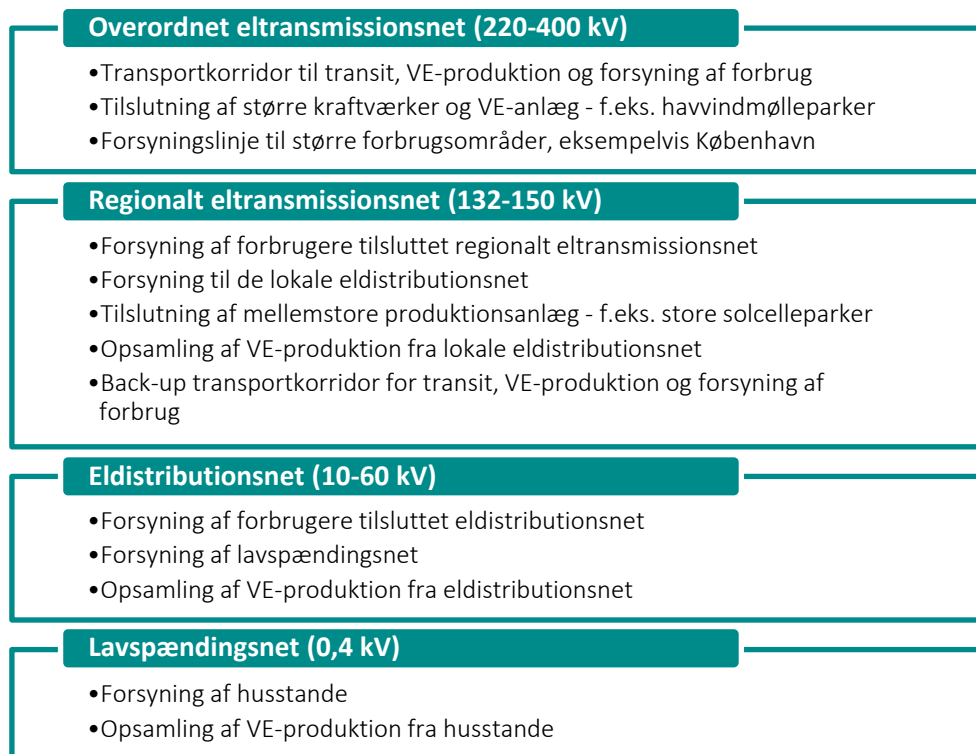 Overordnet eltransmissionsnet (220-400 kV)
•Transportkorridor til transit, VE-produktion og forsyning af forbrug
•Tilslutning af større kraftværker og VE-anlæg - f.eks. havvindmølleparker
•Forsyningslinje til større forbrugsområder, eksempelvis København
Regionalt eltransmissionsnet (132-150 kV)
•Forsyning af forbrugere tilsluttet regionalt eltransmissionsnet
•Forsyning til de lokale eldistributionsnet
•Tilslutning af mellemstore produktionsanlæg - f.eks. store solcelleparker
•Opsamling af VE-produktion fra lokale eldistributionsnet
•Back-up transportkorridor for transit, VE-produktion og forsyning af
forbrug
Eldistributionsnet (10-60 kV)
•Forsyning af forbrugere tilsluttet eldistributionsnet
•Forsyning af lavspændingsnet
•Opsamling af VE-produktion fra eldistributionsnet
Lavspændingsnet (0,4 kV)
•Forsyning af husstande
•Opsamling af VE-produktion fra husstande